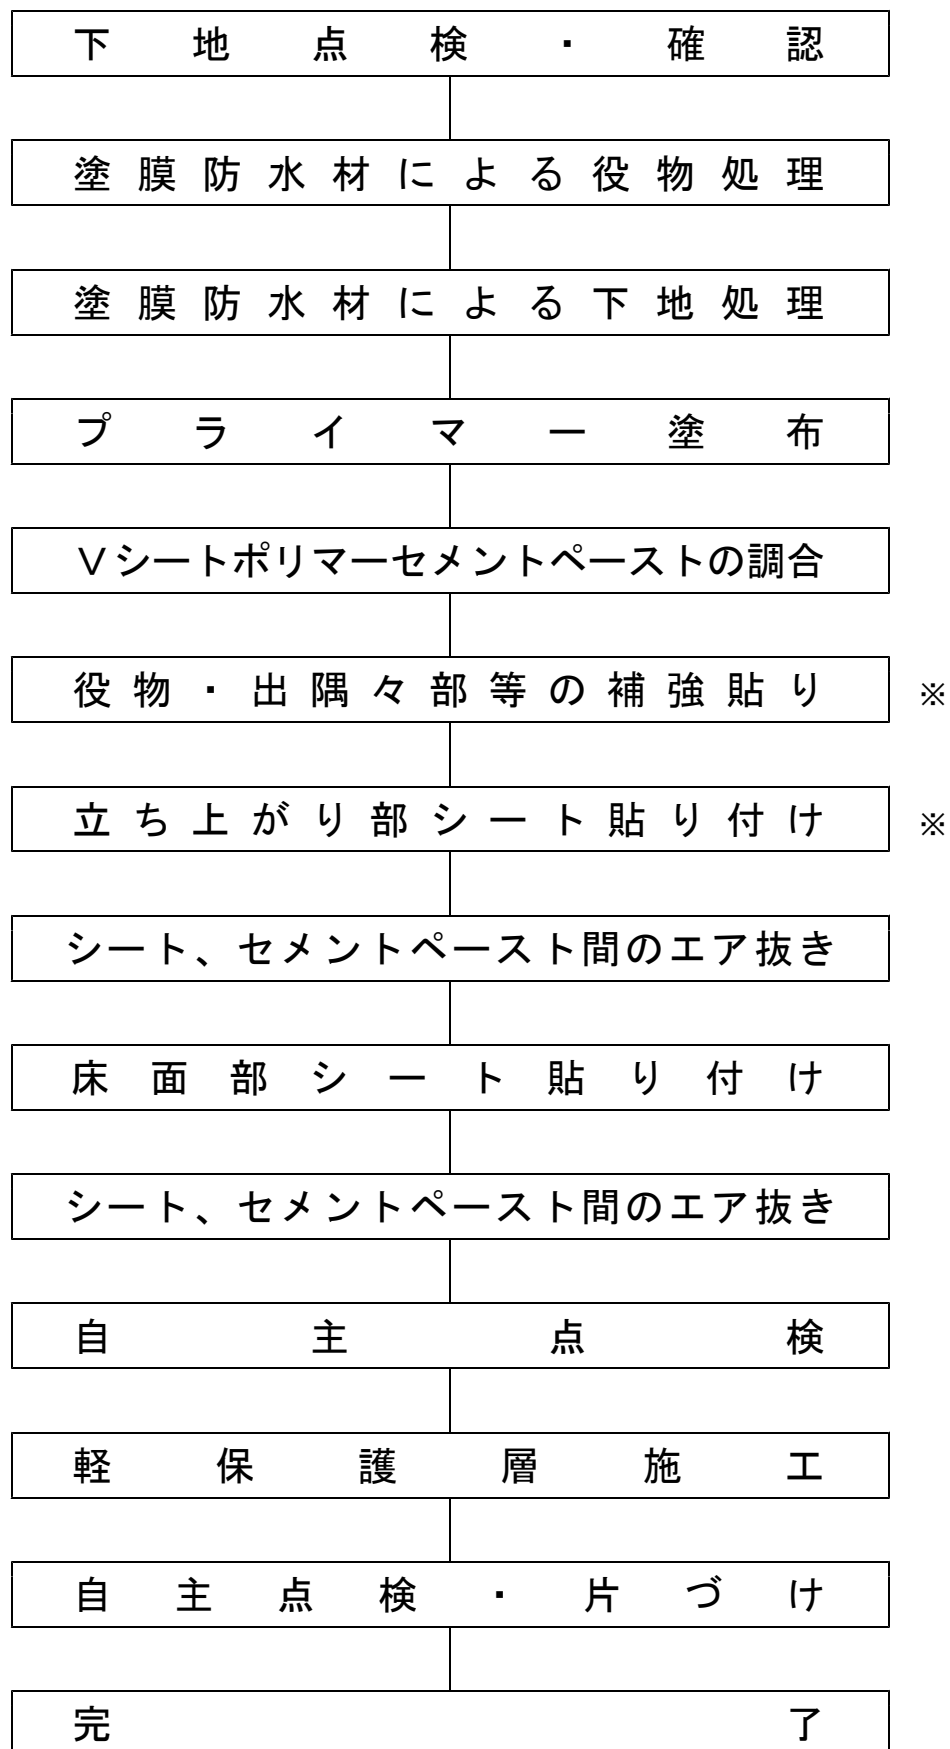 下地点検・確認
塗膜防水材による役物処理
塗膜防水材による下地処理
プライマー塗布
Vシートポリマーセメントペーストの調合
役物・出隅々部等の補強貼り ※
立ち上がり部シート貼り付け ※
シート、セメントペースト間のエア抜き
床面部シート貼り付け
シート、セメントペースト間のエア抜き
自主点検
軽保護層施工
自主点検・片づけ
完了